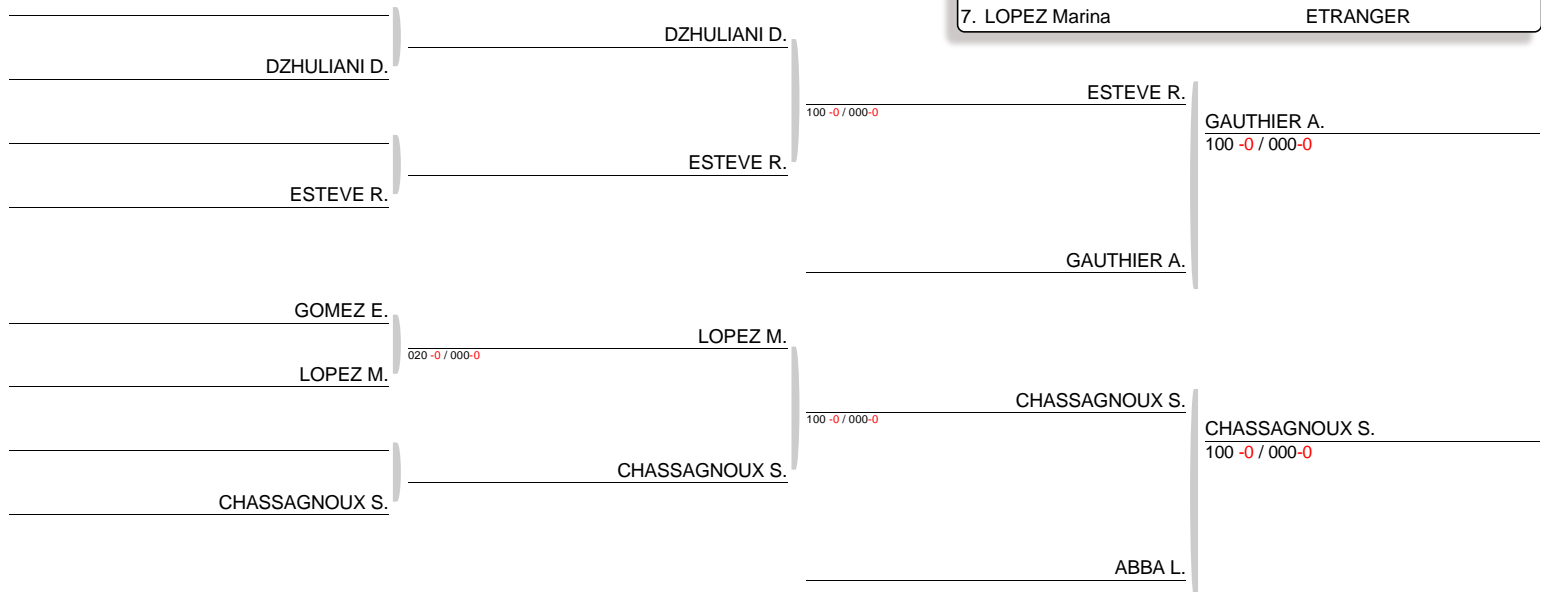 7. LOPEZ Marina ETRANGER
DZHULIANI D.
DZHULIANI D.
ESTEVE R.
100 -0 / 000-0
GAUTHIER A.
100 -0 / 000-0
ESTEVE R.
ESTEVE R.
GAUTHIER A.
GOMEZ E.
LOPEZ M.
020 -0 / 000-0
LOPEZ M.
CHASSAGNOUX S.
100 -0 / 000-0
CHASSAGNOUX S.
100 -0 / 000-0
CHASSAGNOUX S.
CHASSAGNOUX S.
ABBA L.